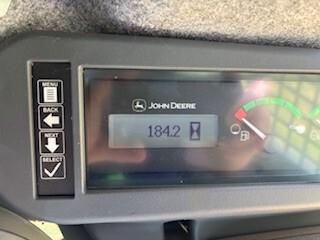 MENU
BACK
NEXT
SELECT
JOHN DEERE
184.2